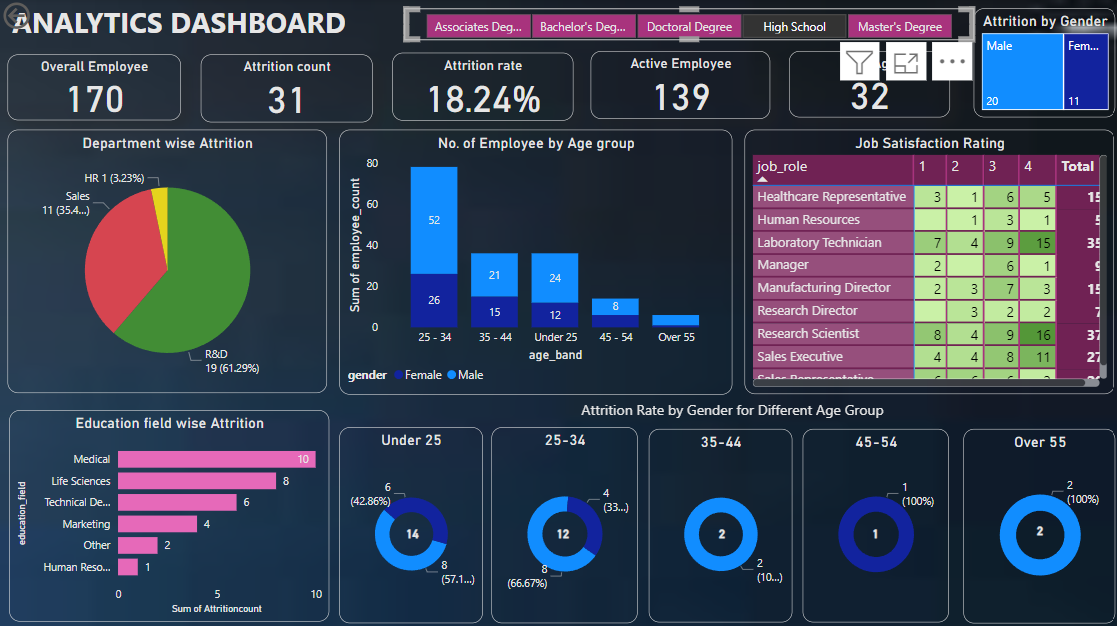 ANALYTICS DASHBOARD
Associates Deg...
Bachelor's Deg...
Doctoral Degree
High School
Master's Degree
Attrition by Gender
Male
20
Fem...
11
Overall Employee
170
Attrition count
31
Attrition rate
18.24%
Active Employee
139
32
Department wise Attrition
HR 1 (3.23%)
Sales
11 (35.4...)
R&D
19 (61.29%)
No. of Employee by Age group
Sum of employee_count
80
60
40
20
0
52
26
21
15
24
12
8
25 - 34
35 - 44
Under 25
45 - 54
Over 55
age_band
gender Female Male
Job Satisfaction Rating
job_role 1 2 3 4 Total
Healthcare Representative 3 1 6 5 15
Human Resources 1 3 1 5
Laboratory Technician 7 4 9 15 35
Manager 2 6 1 9
Manufacturing Director 2 3 7 3 15
Research Director 3 2 2 7
Research Scientist 8 4 9 16 37
Sales Executive 4 4 8 11 27
Sales Representative
Education field wise Attrition
education_field
Medical 10
Life Sciences 8
Technical De... 6
Marketing 4
Other 2
Human Reso... 1
0 5 10
Sum of Attritioncount
Attrition Rate by Gender for Different Age Group
Under 25
6
(42.86%)
14
8
(57.1...)
25-34
4
(33...)
12
8
(66.67%)
35-44
2
2
(10...)
45-54
1
(100%)
1
Over 55
2
(100%)
2